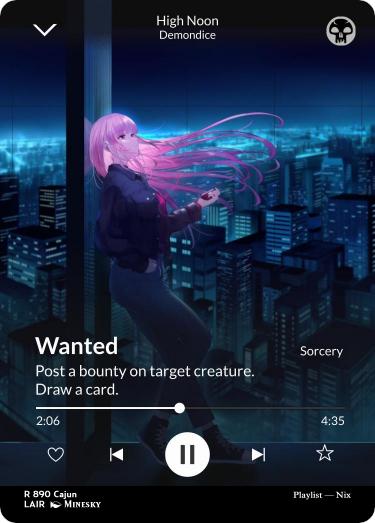 High Noon
Demondice
Wanted
Sorcery
Post a bounty on target creature.
Draw a card.
2:06
4:35
R 890 Cajun
LAIR MINESKY
Playlist — Nix